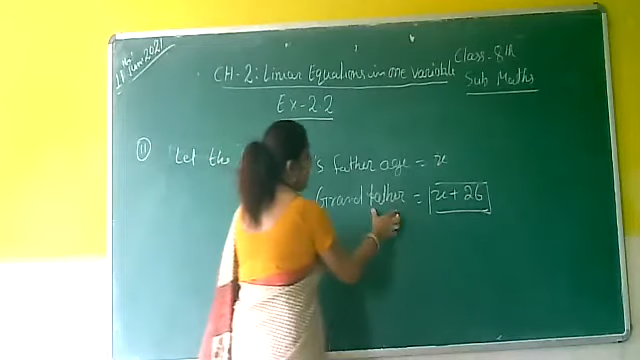 11 June 2021
CH-2: Linear Equations in one variable
Class-8th
Sub Maths
Ex-2.2
11
Let the 's father age = x
Grand father = x + 26